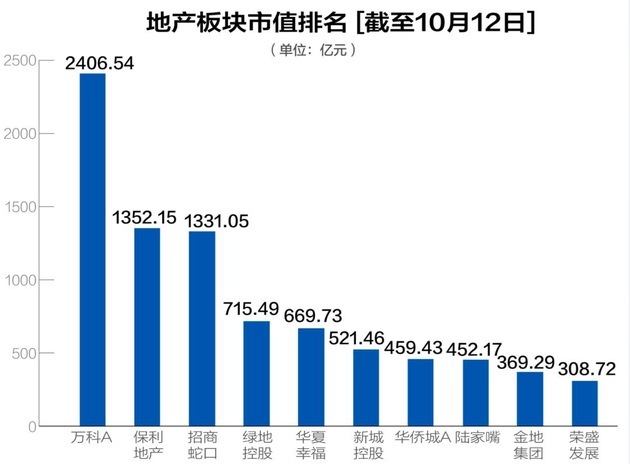 地产板块市值排名 [截至10月12日]
（单位：亿元）
2500
2000
1500
1000
500
0
2406.54
1352.15
1331.05
715.49
669.73
521.46
459.43
452.17
369.29
308.72
万科A
保利
地产
招商
蛇口
绿地
控股
华夏
幸福
新城
控股
华侨城A
陆家嘴
金地
集团
荣盛
发展